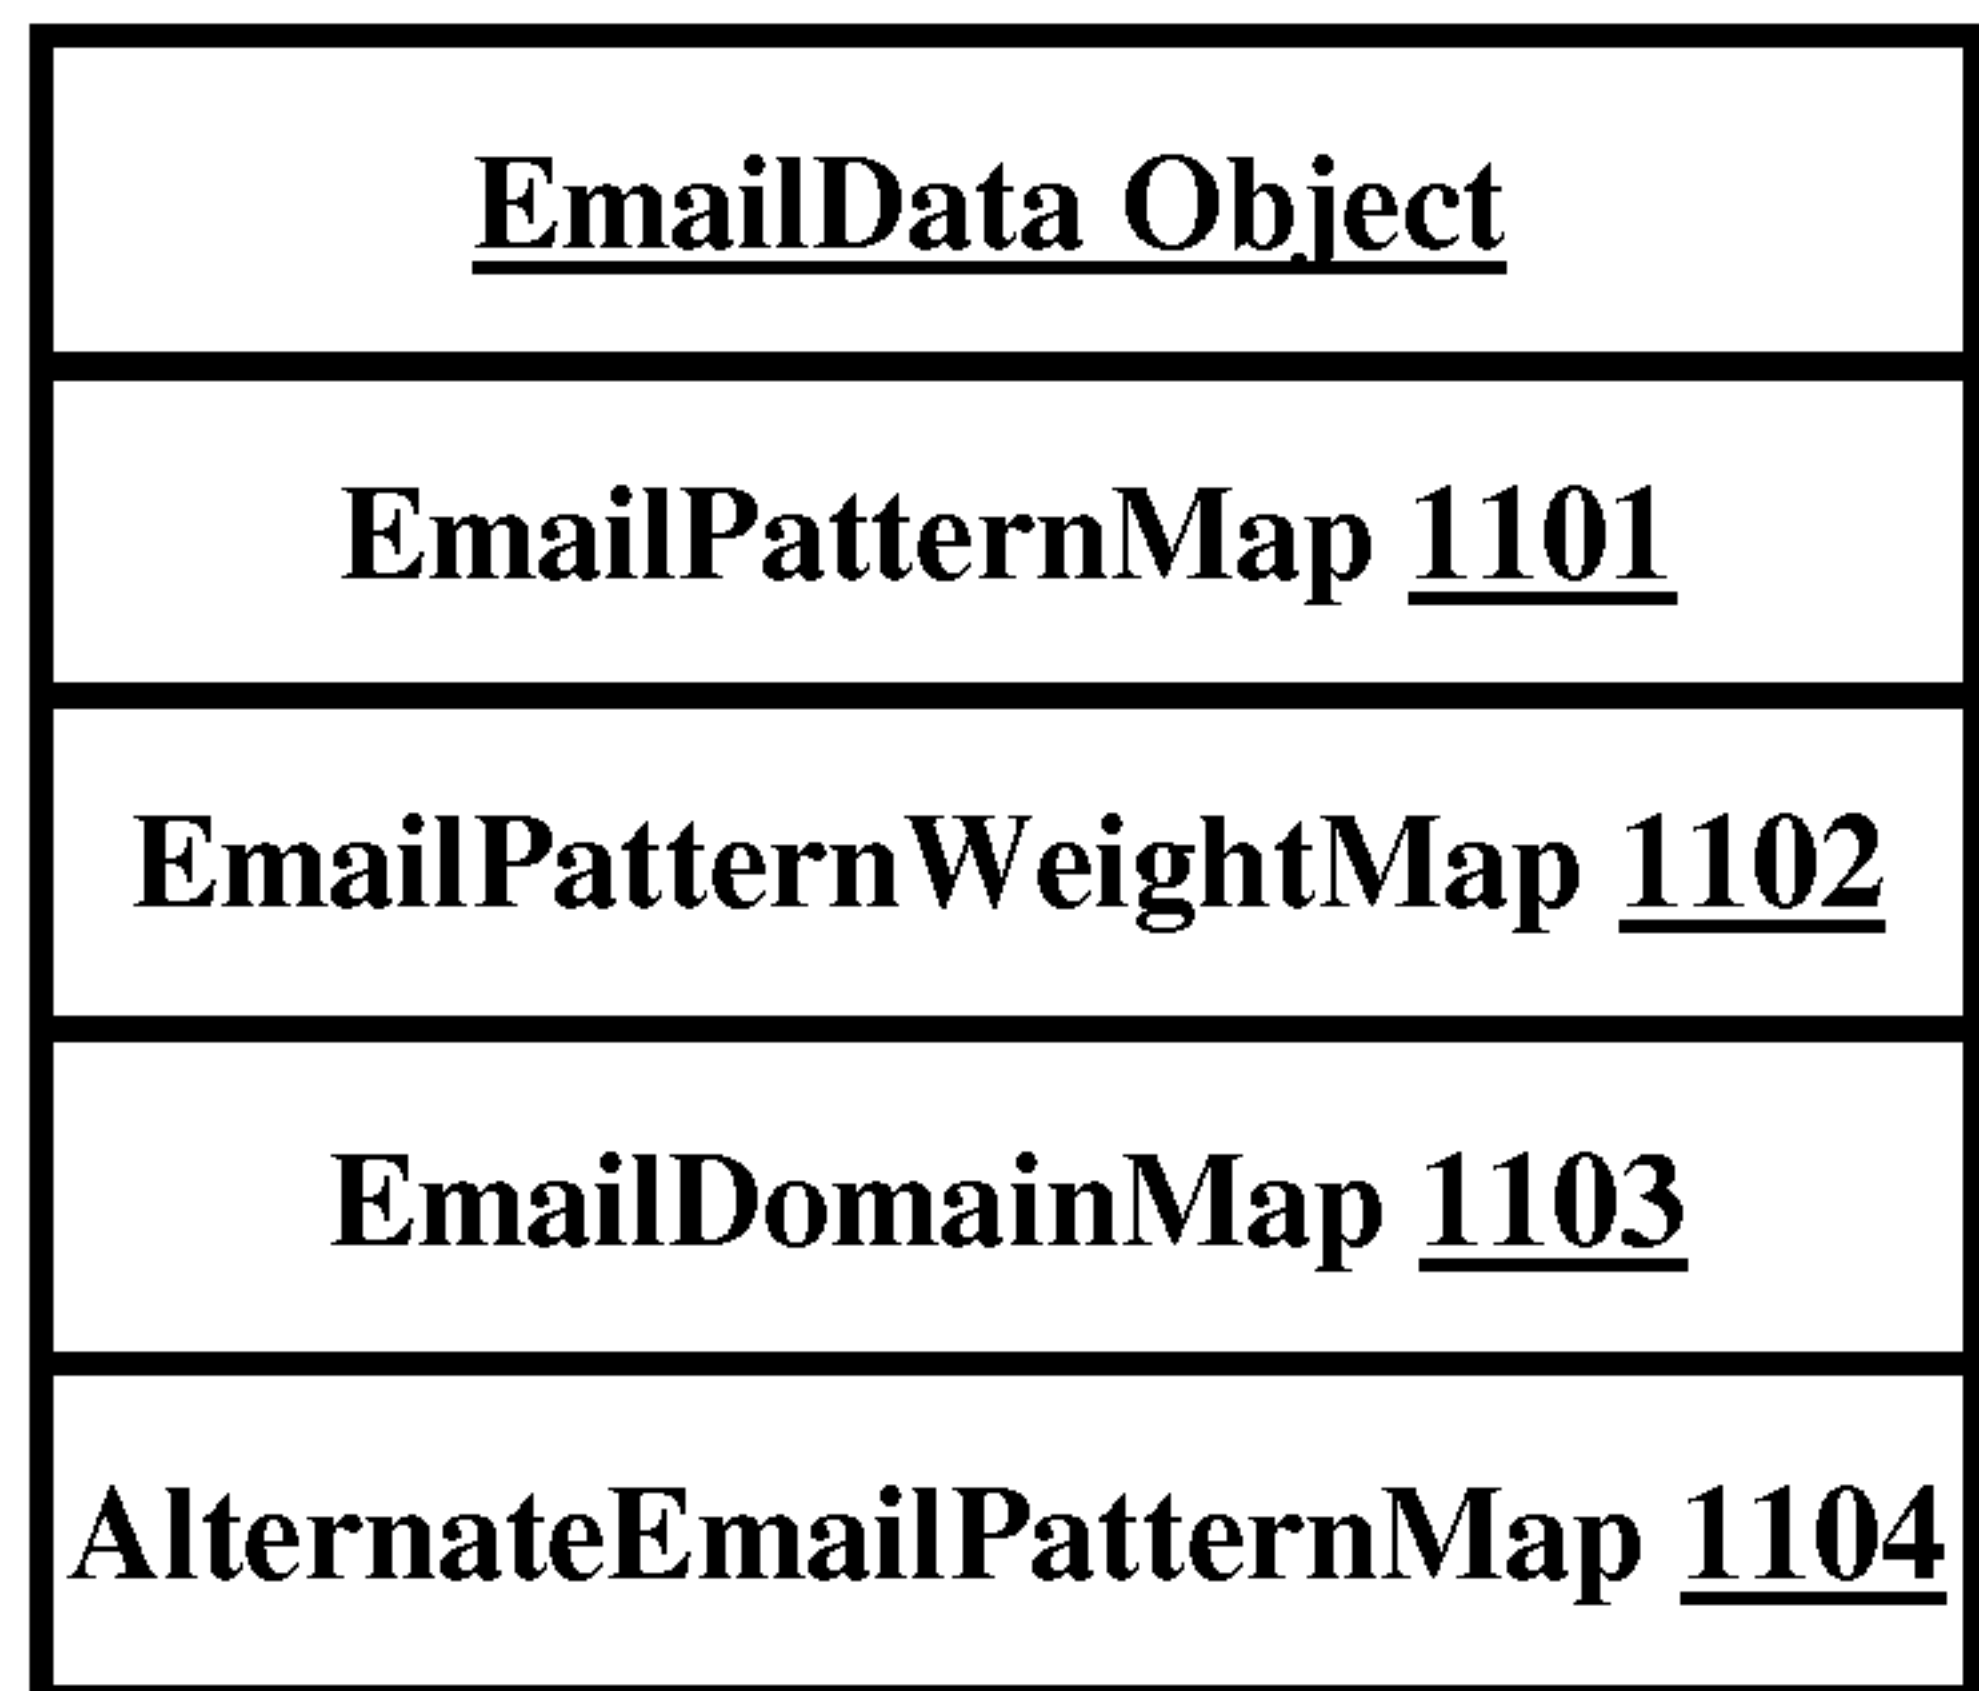 EmailData Object
EmailPatternMap 1101
EmailPatternWeightMap 1102
EmailDomainMap 1103
AlternateEmailPatternMap 1104